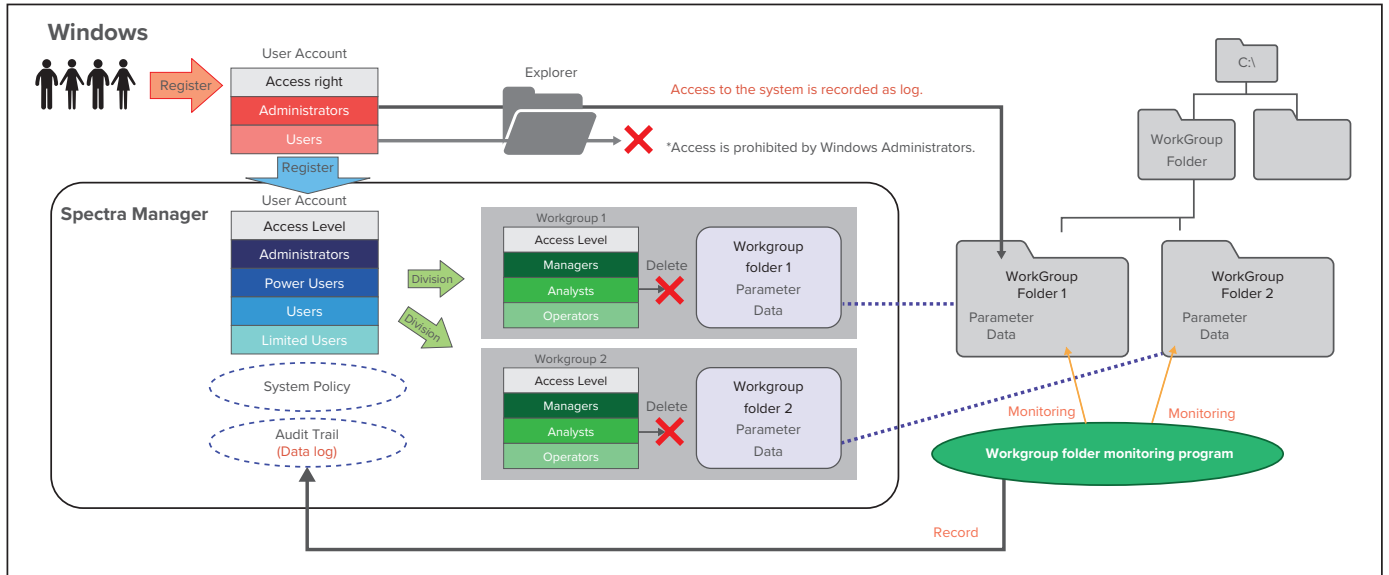 Windows
User Account
Access right
Administrators
Users
Register
Explorer
Access to the system is recorded as log.
*Access is prohibited by Windows Administrators.
C:\
WorkGroup
Folder
Register
Spectra Manager
User Account
Access Level
Administrators
Power Users
Users
Limited Users
System Policy
Audit Trail
(Data log)
Division
Division
Workgroup 1
Access Level
Managers
Analysts
Operators
Delete
Workgroup
folder 1
Parameter
Data
Workgroup 2
Access Level
Managers
Analysts
Operators
Delete
Workgroup
folder 2
Parameter
Data
WorkGroup
Folder 1
Parameter
Data
WorkGroup
Folder 2
Parameter
Data
Monitoring
Monitoring
Workgroup folder monitoring program
Record